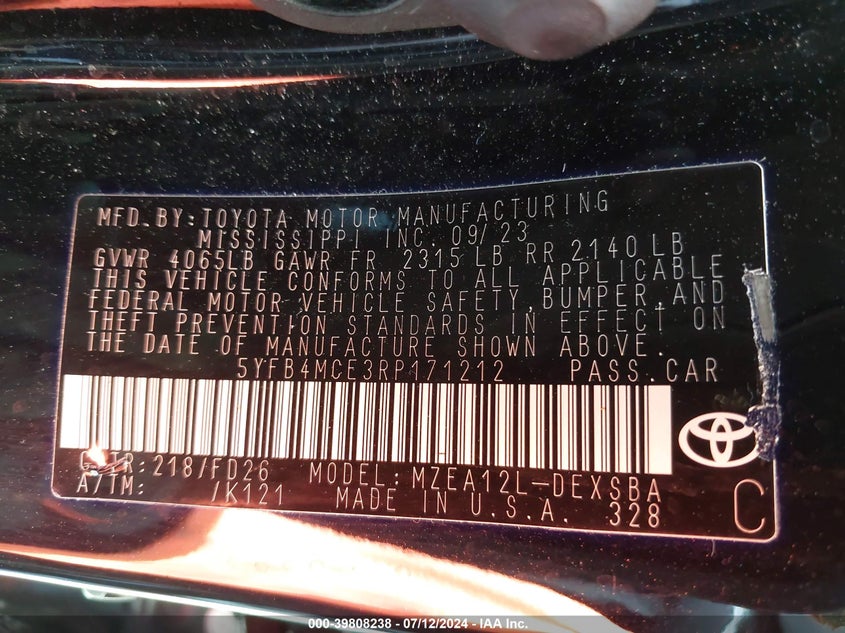 MFD.BY:TOYOTA MOTOR MANUFACTURING
MISSISSIPPI INC. 09/23
GVWR 4065LB GAWR FR 2315 LB RR 2140 LB
THIS VEHICLE CONFORMS TO ALL APPLICABLE
FEDERAL MOTOR VEHICLE SAFETY, BUMPER, AND
THEFT PREVENTION STANDARDS IN EFFECT ON
THE DATE OF MANUFACTURE SHOWN ABOVE.
5YFB4MCE3RP171212 PASS.CAR
218/FD26 MODEL:MZEA12L-DEXSBA
A/TM: /K121 MADE IN U.S.A. 328 C
000-39808238 - 07/12/2024 - IAA Inc.